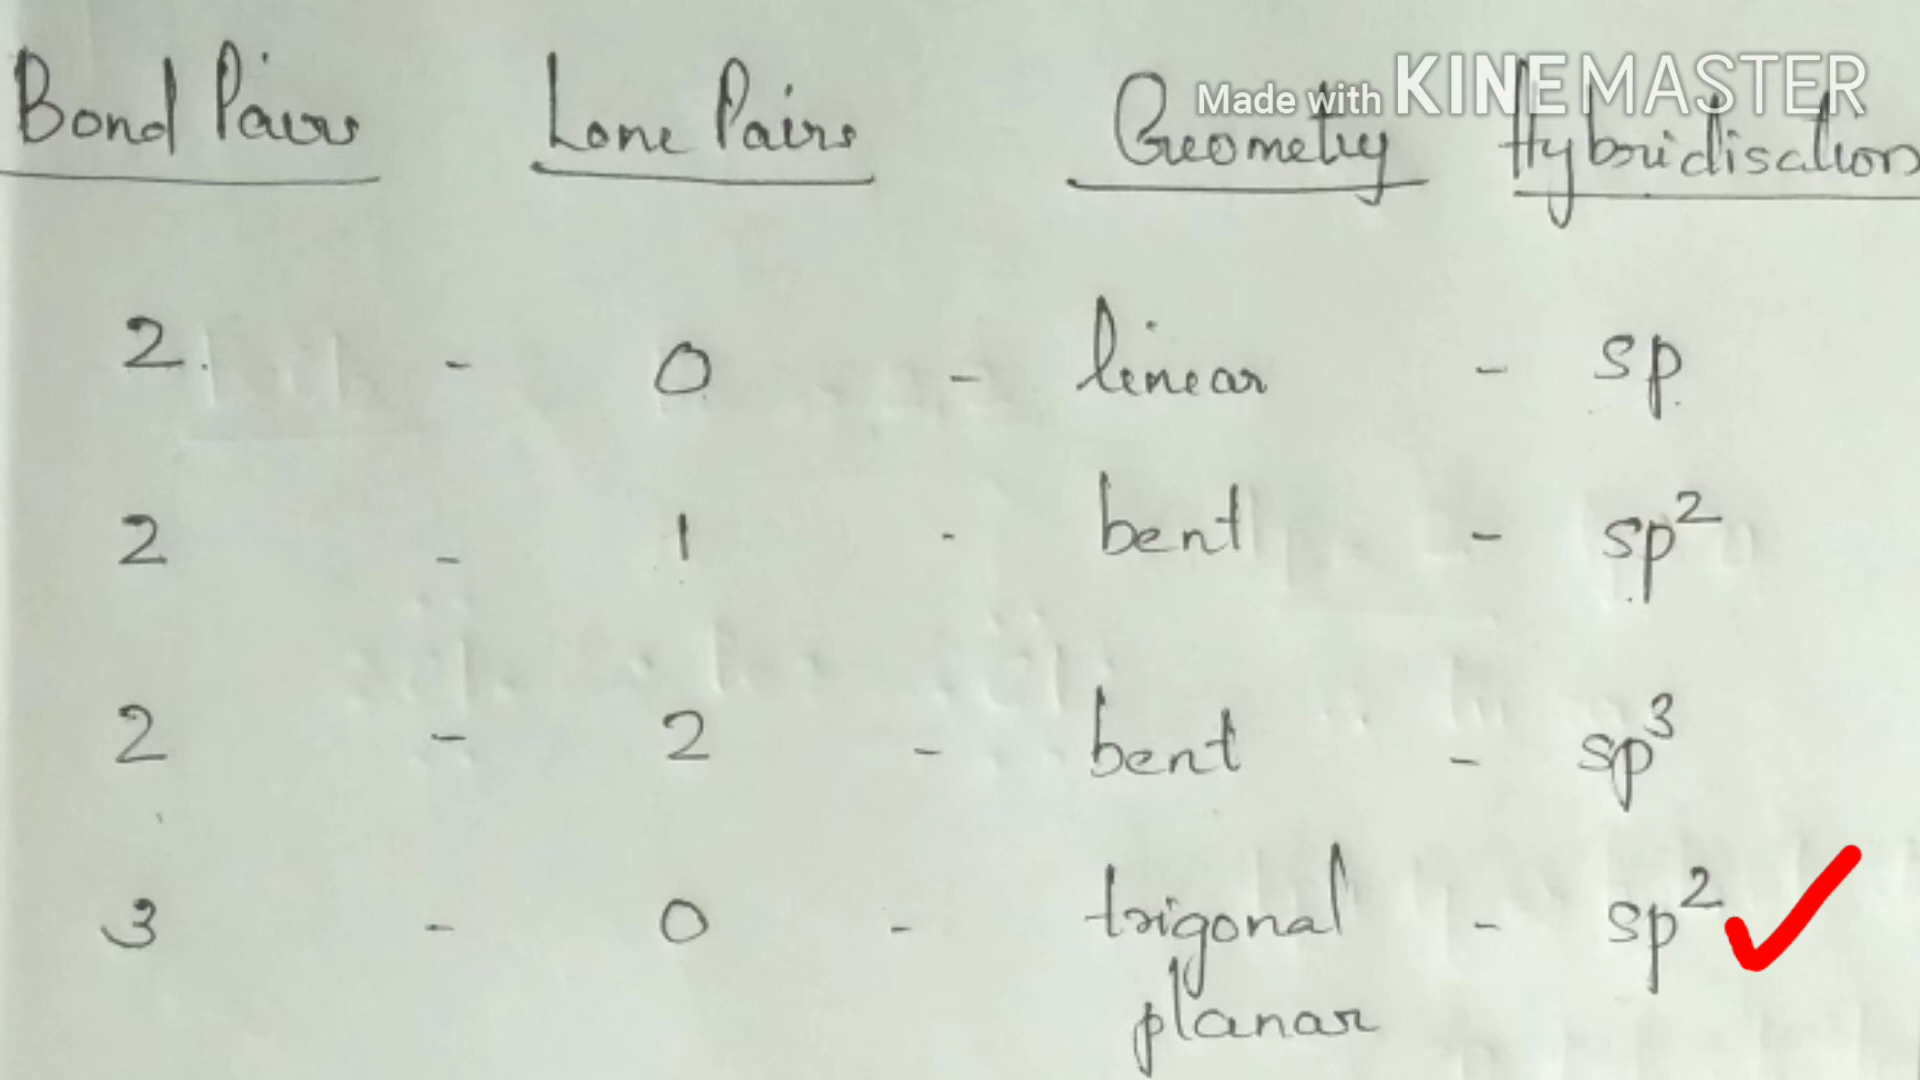 Bond Pairs Lone Pairs Geometry Hybridisation
Made with KINEMASTER
2 - 0 - linear - sp
2 - 1 - bent - sp²
2 - 2 - bent - sp³
3 - 0 - trigonal planar - sp²